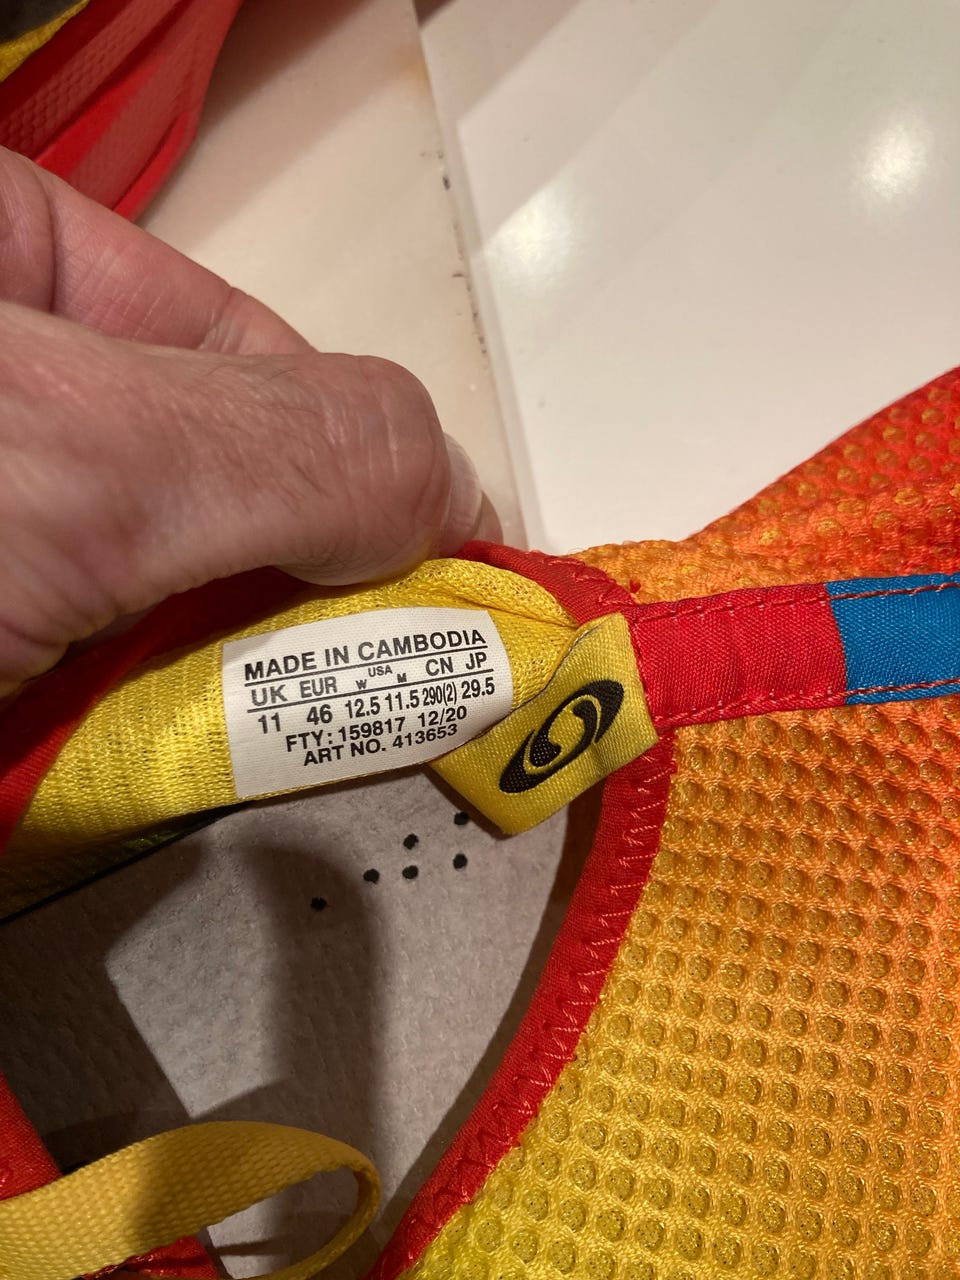 MADE IN CAMBODIA
UK EUR USA CN JP
W M
11 46 12.5 11.5 290(2) 29.5
FTY: 159817 12/20
ART NO. 413653